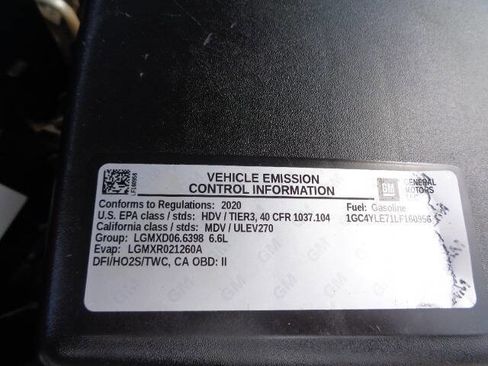 VEHICLE EMISSION
CONTROL INFORMATION
GM
GENERAL
MOTORS
Conforms to Regulations: 2020
Fuel: Gasoline
U.S. EPA class / stds: HDV / TIER3, 40 CFR 1037.104
1GC4YLE71LF160956
California class / stds: MDV / ULEV270
Group: LGMXD06.6398 6.6L
Evap: LGMXR021260A
DFI/HO2S/TWC, CA OBD: II